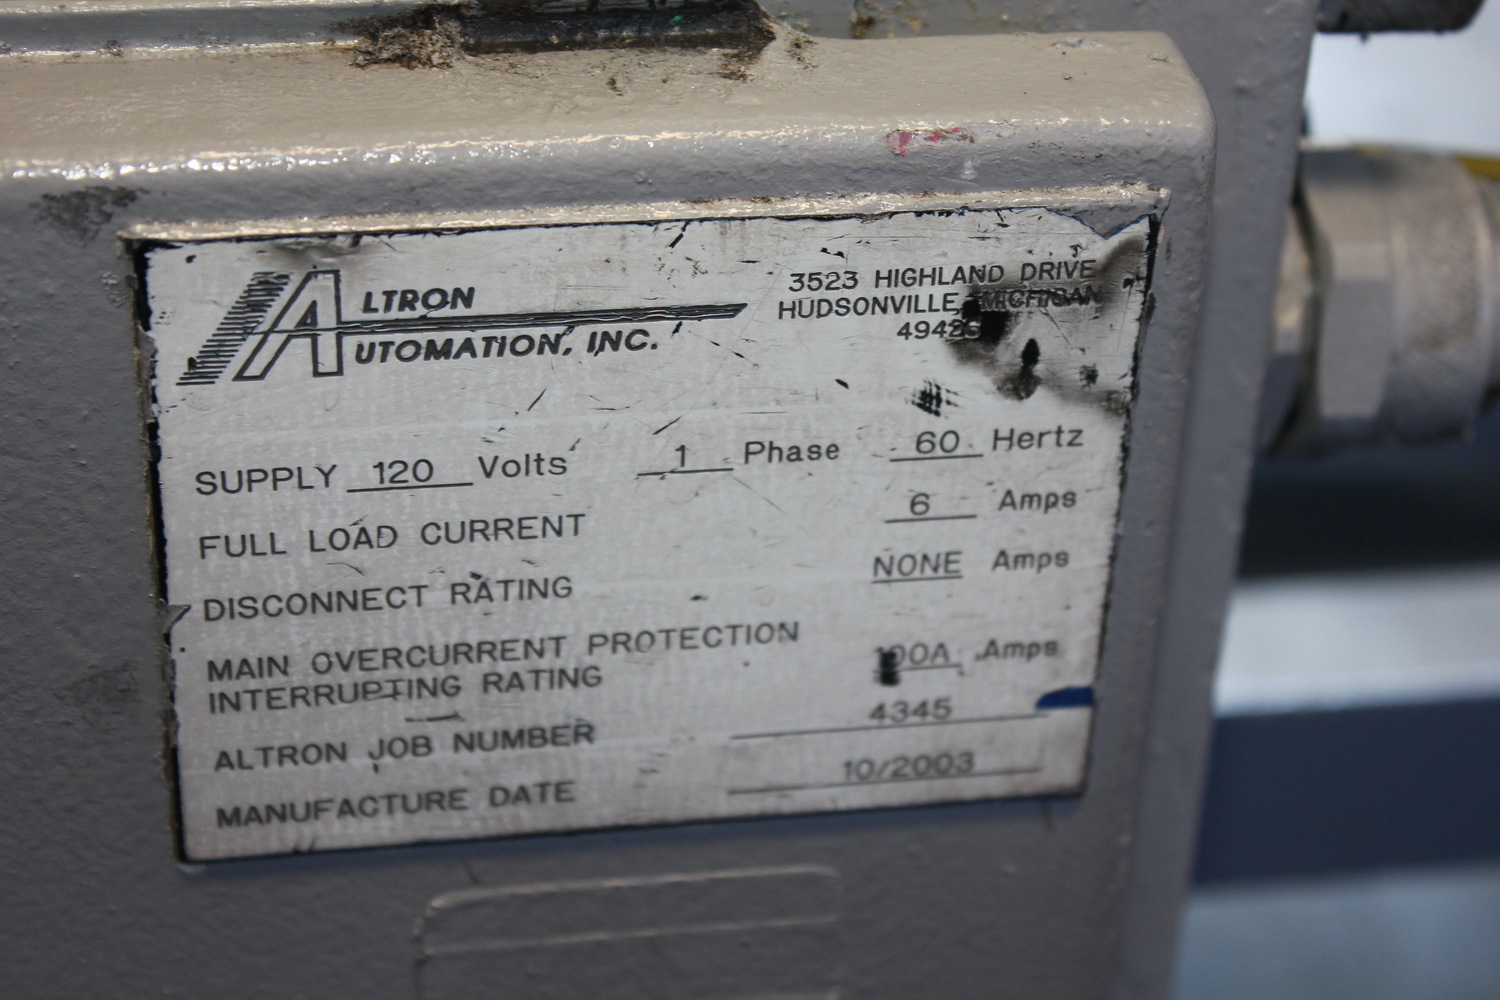 ALTRON
AUTOMATION, INC.
3523 HIGHLAND DRIVE
HUDSONVILLE, MICHIGAN
49426
SUPPLY 120 Volts 1 Phase 60 Hertz
FULL LOAD CURRENT 6 Amps
DISCONNECT RATING NONE Amps
MAIN OVERCURRENT PROTECTION
INTERRUPTING RATING 100A Amps
ALTRON JOB NUMBER 4345
MANUFACTURE DATE 10/2003